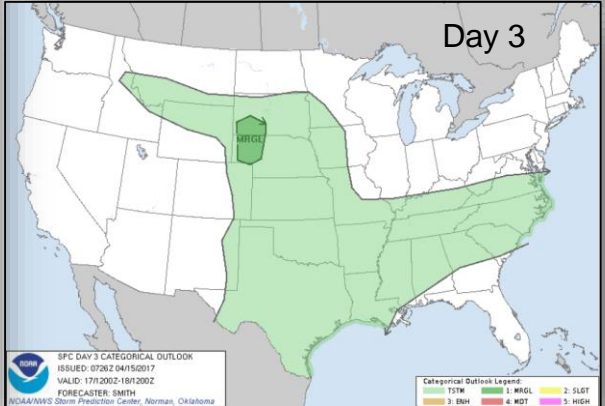 Day 3
MRGL
NOAA
SPC DAY 3 CATEGORICAL OUTLOOK
ISSUED: 0726Z 04/15/2017
VALID: 17/1200Z-18/1200Z
FORECASTER: SMITH
NOAA/NWS Storm Prediction Center, Norman, Oklahoma
Categorical Outlook Legend:
TSTM 1: MRGL 2: SLGT
3: ENH 4: MDT 5: HIGH